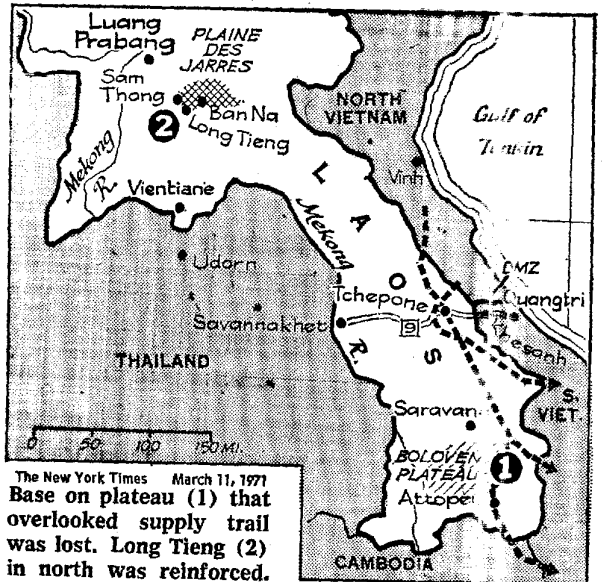 Luang
Prabang
PLAINE
DES
JARRES
Sam
Thong
Ban Na
Long Tieng
2
NORTH
VIETNAM
Gulf of
Vinh
Mekong
R.
Vientiane
LAOS
Mekong
R.
Udorn
Tchepone
DMZ
Quangtri
Savannakhet
9
THAILAND
S.
VIET.
Saravan
0 50 100 150 MI.
BOLOVEN
PLATEAU
1
Attopeu
CAMBODIA
The New York Times March 11, 1971
Base on plateau (1) that
overlooked supply trail
was lost. Long Tieng (2)
in north was reinforced.